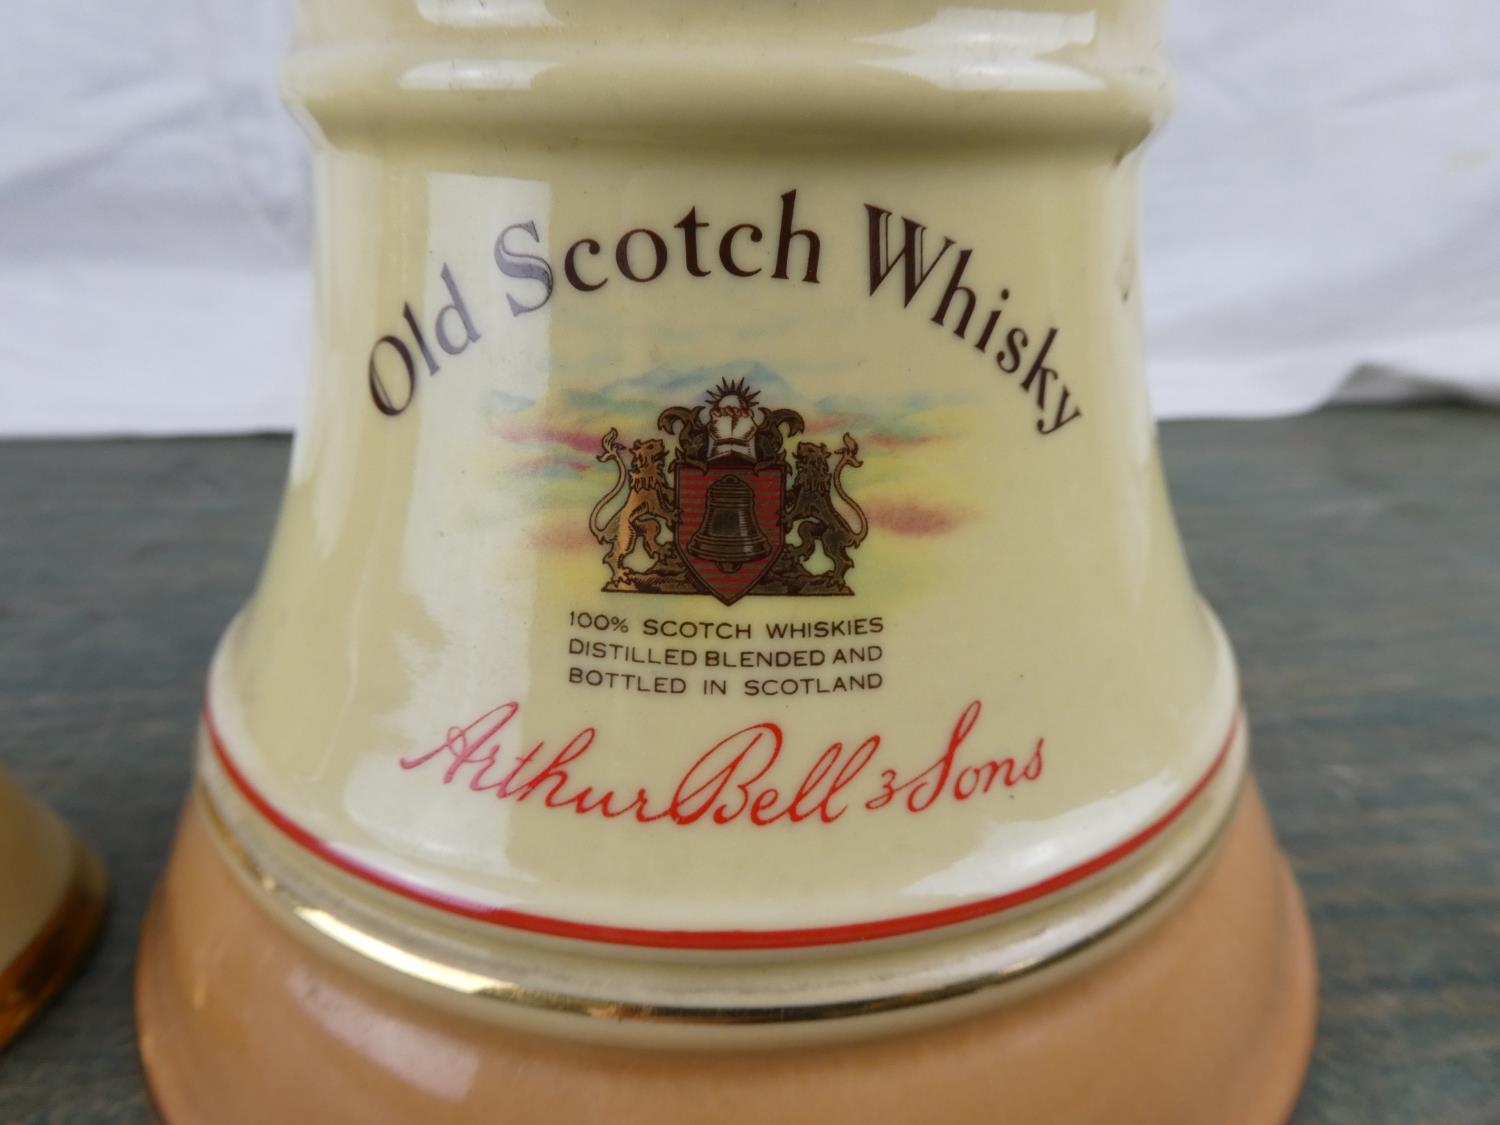 Old Scotch Whisky
100% SCOTCH WHISKIES
DISTILLED BLENDED AND
BOTTLED IN SCOTLAND
Arthur Bell & Sons